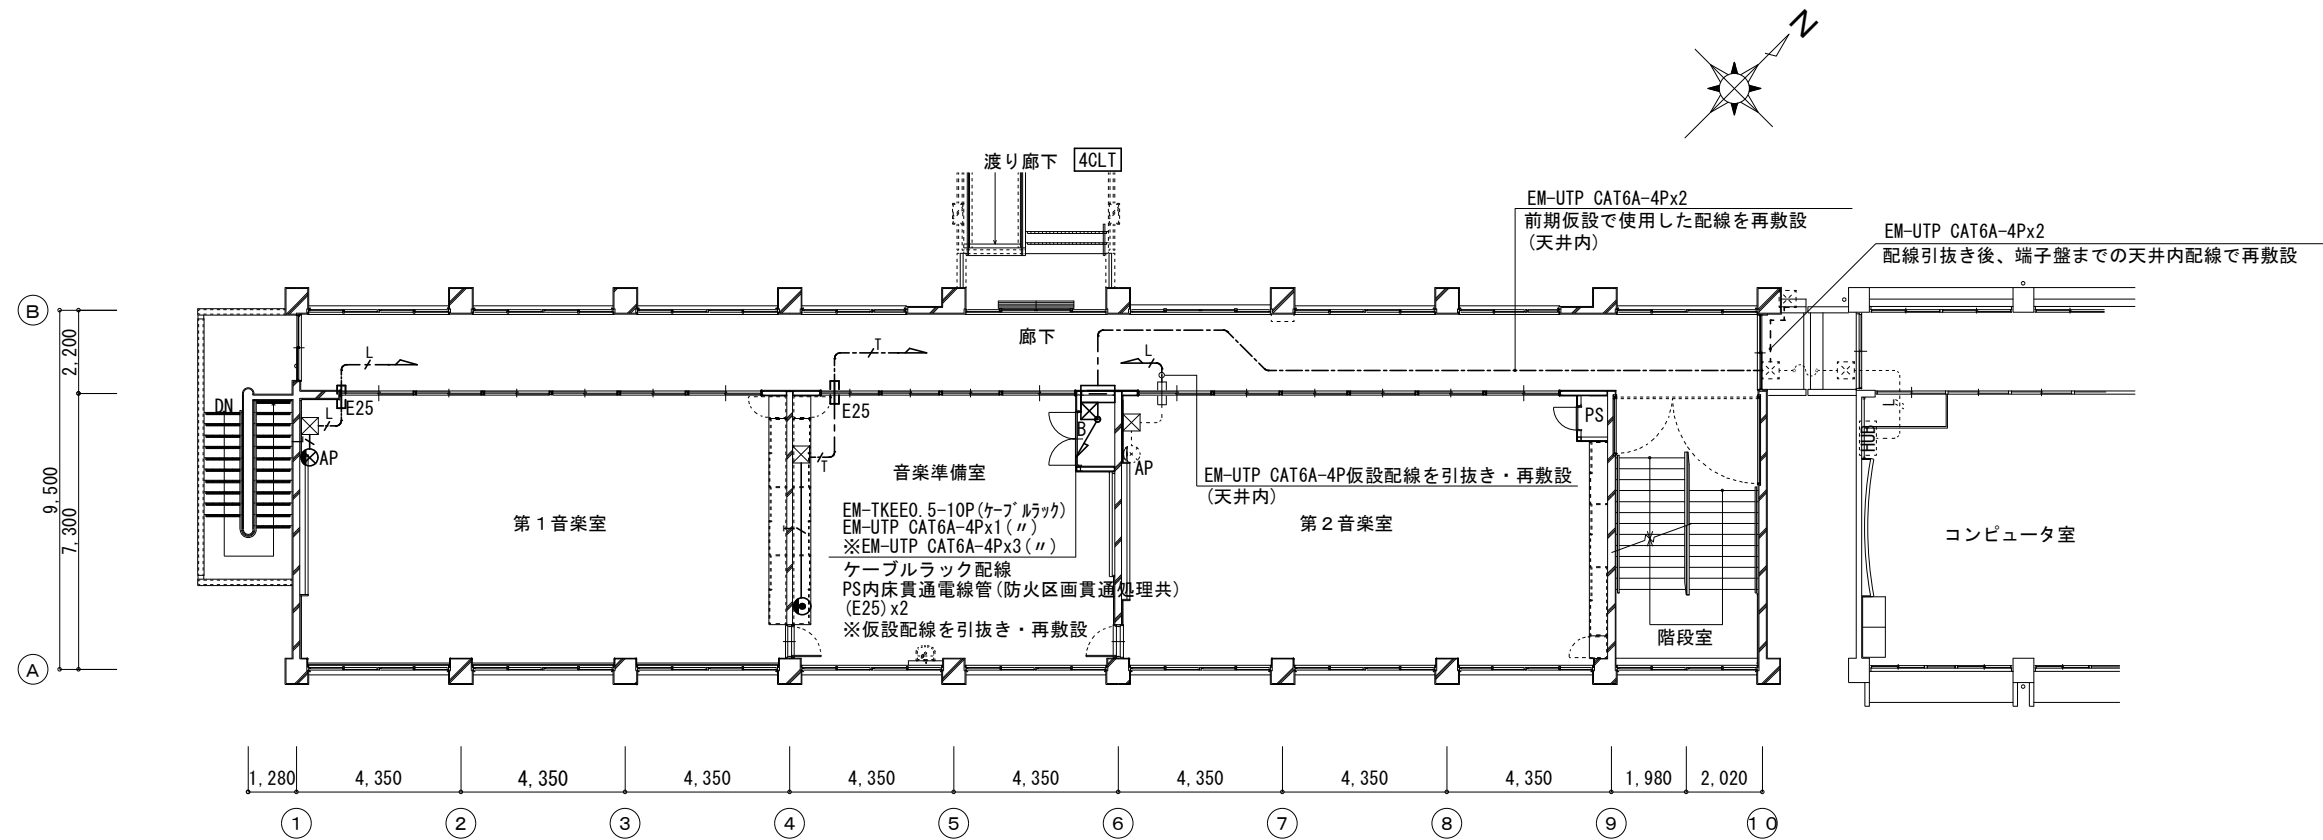 N
渡り廊下 4CLT
EM-UTP CAT6A-4Px2
前期仮設で使用した配線を再敷設
(天井内)
EM-UTP CAT6A-4Px2
配線引抜き後、端子盤までの天井内配線で再敷設
B
2,200
9,500
7,300
A
廊下
L
T
L
DN
E25
E25
L
AP
T
B
AP
PS
L
HUB
音楽準備室
EM-UTP CAT6A-4P仮設配線を引抜き・再敷設
(天井内)
EM-TKEE0.5-10P(ケーブルラック)
EM-UTP CAT6A-4Px1(〃)
※EM-UTP CAT6A-4Px3(〃)
ケーブルラック配線
PS内床貫通電線管(防火区画貫通処理共)
(E25)x2
※仮設配線を引抜き・再敷設
第1音楽室
第2音楽室
コンピュータ室
階段室
1,280 4,350 4,350 4,350 4,350 4,350 4,350 4,350 4,350 1,980 2,020
1 2 3 4 5 6 7 8 9 10